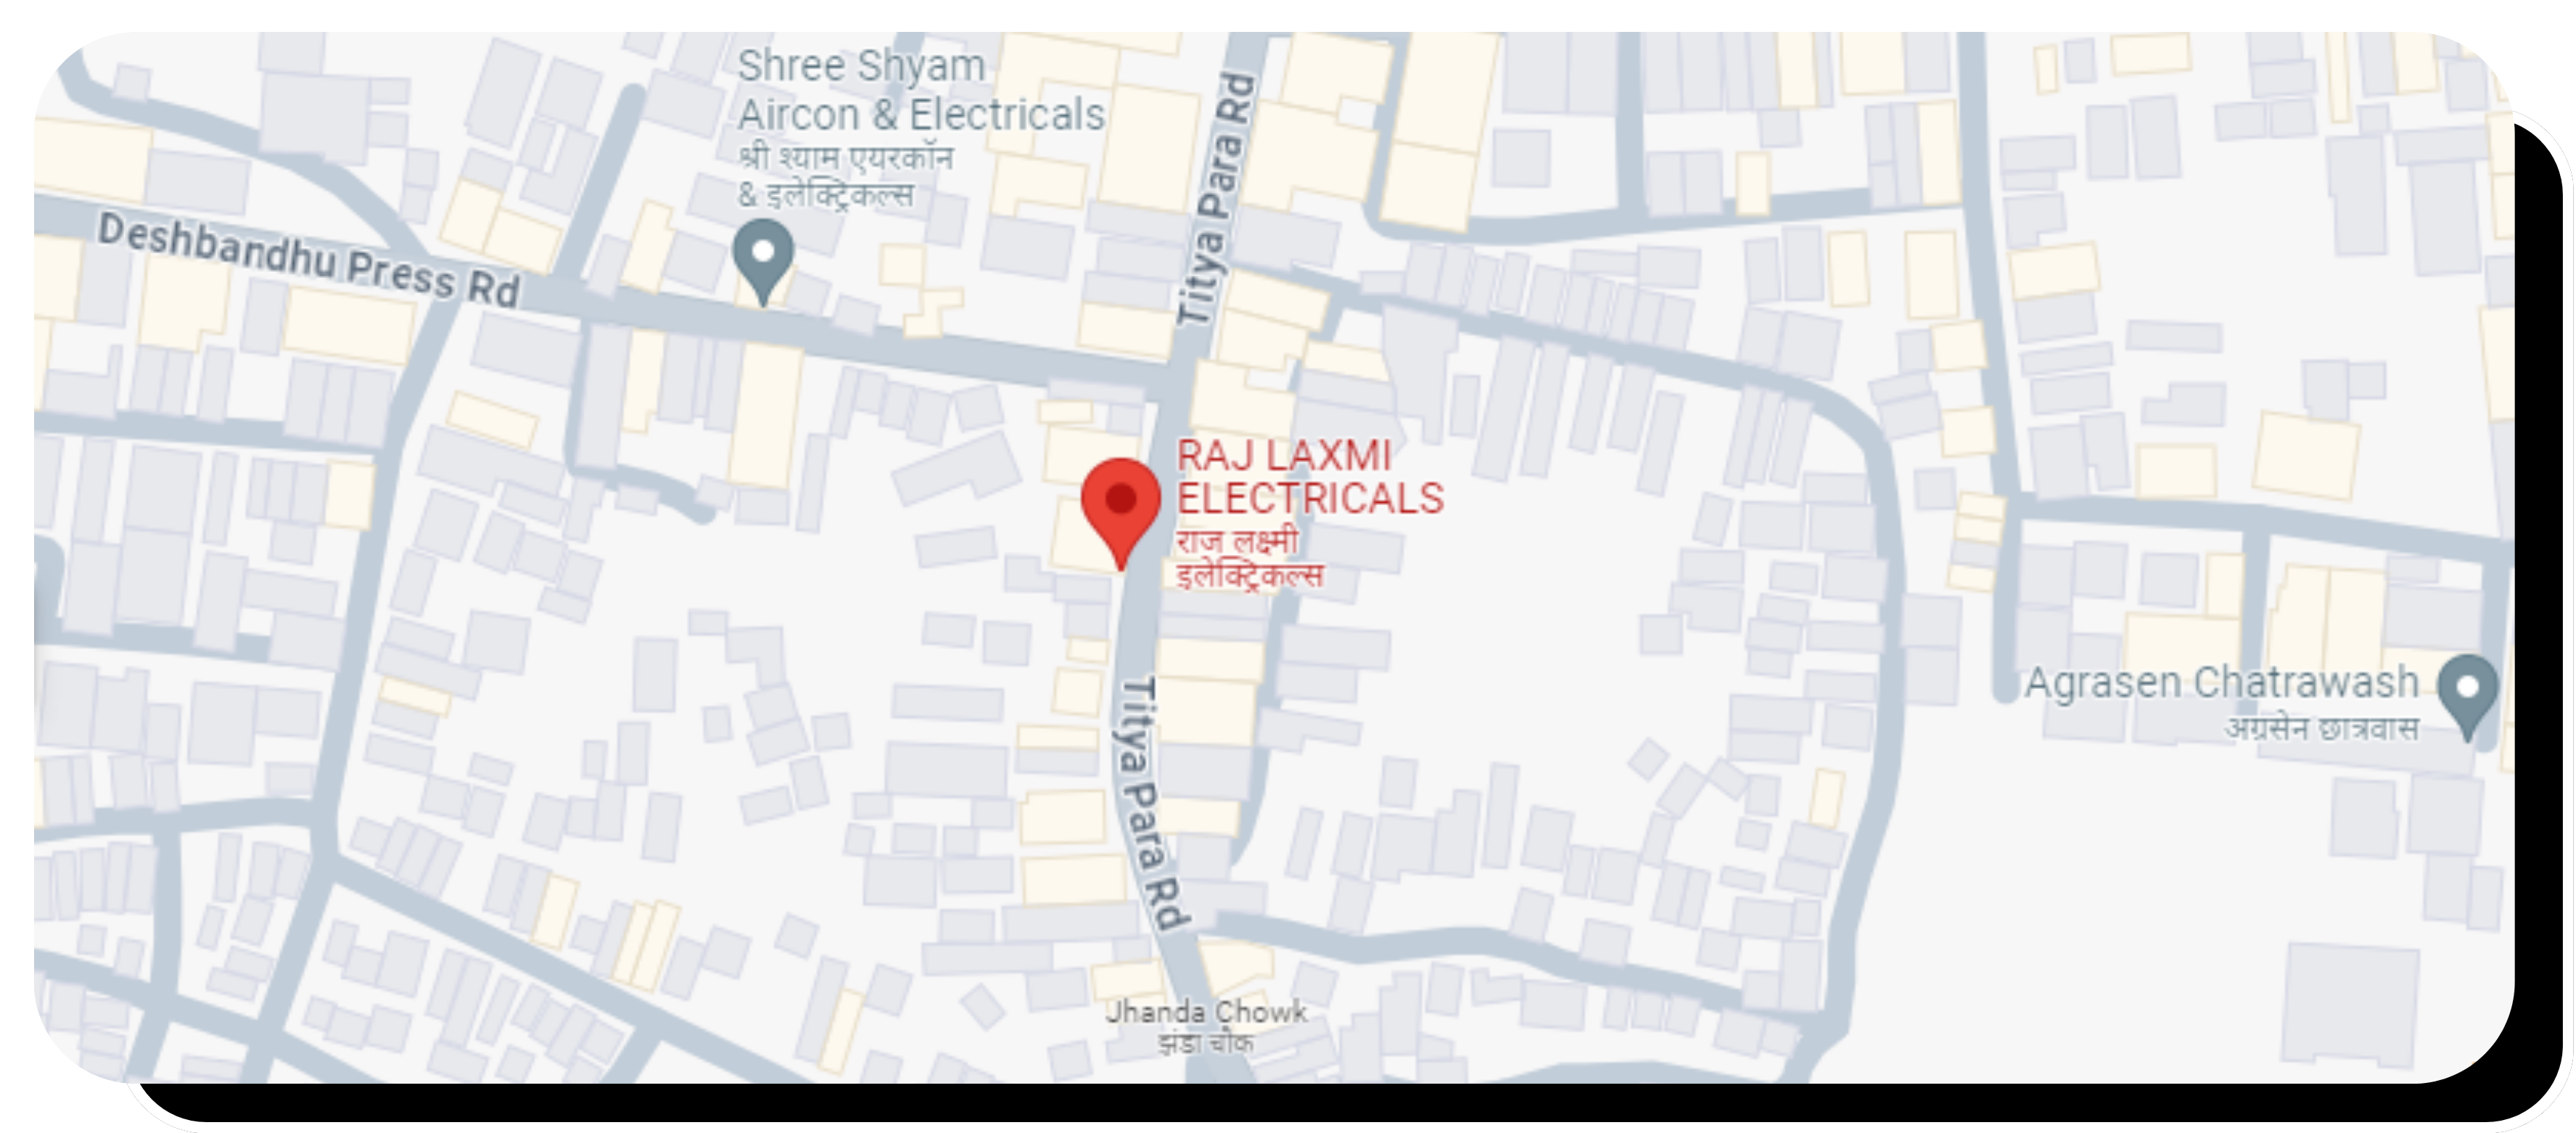 Shree Shyam
Aircon & Electricals
श्री श्याम एयरकॉन
& इलेक्ट्रिकल्स
Titya Para Rd
Deshbandhu Press Rd
RAJ LAXMI
ELECTRICALS
राज लक्ष्मी
इलेक्ट्रिकल्स
Titya Para Rd
Agrasen Chatrawash
अग्रसेन छात्रवास
Jhanda Chowk
झंडा चौक